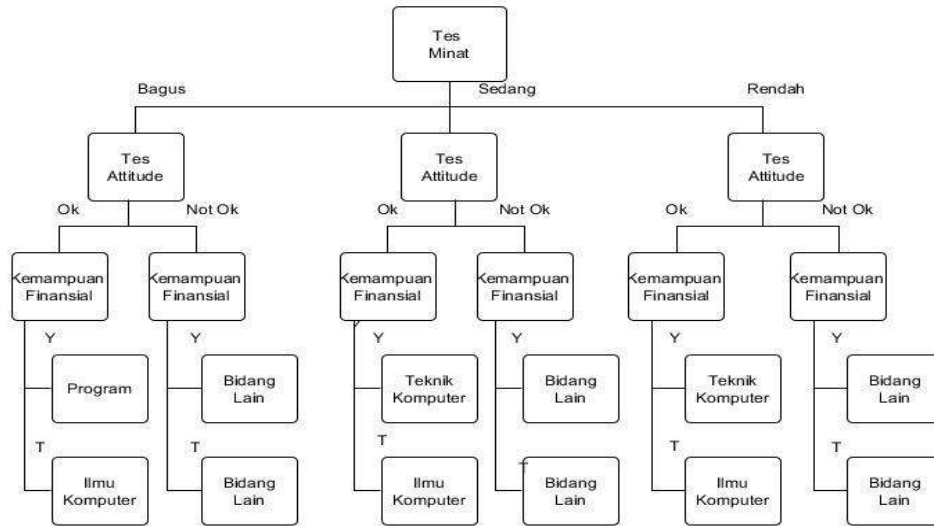 Tes
Minat
Bagus
Sedang
Rendah
Tes
Attitude
Tes
Attitude
Tes
Attitude
Ok
Not Ok
Ok
Not Ok
Ok
Not Ok
Kemampuan
Finansial
Kemampuan
Finansial
Kemampuan
Finansial
Kemampuan
Finansial
Kemampuan
Finansial
Kemampuan
Finansial
Y
Y
Y
Y
Y
Y
Y
Program
Bidang
Lain
Teknik
Komputer
Bidang
Lain
Teknik
Komputer
Bidang
Lain
T
T
T
T
T
T
Ilmu
Komputer
Bidang
Lain
Ilmu
Komputer
Bidang
Lain
Ilmu
Komputer
Bidang
Lain